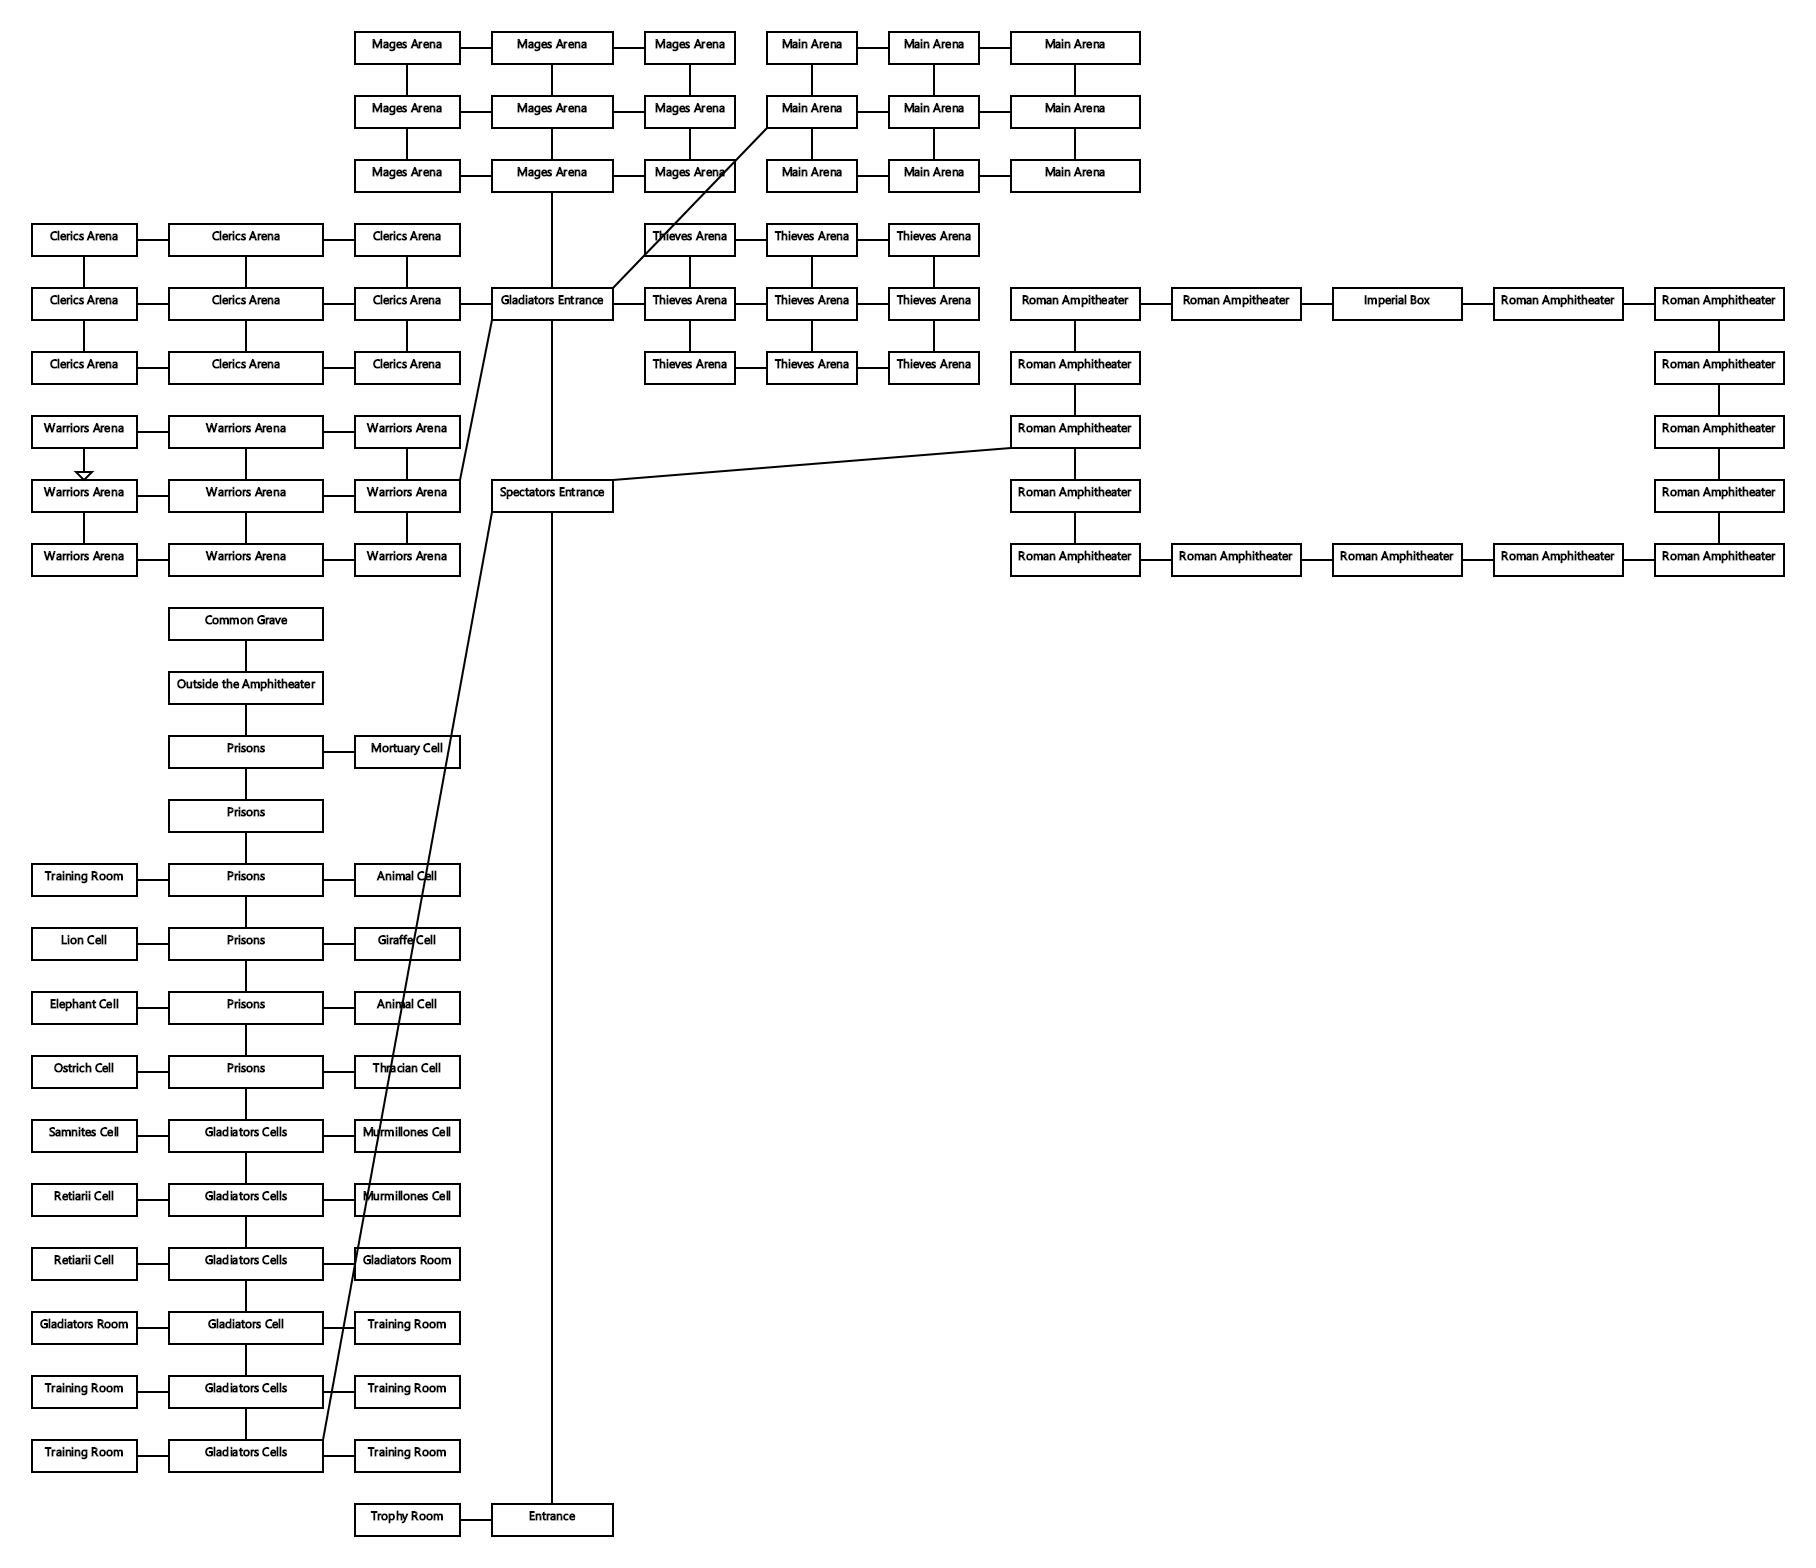 Mages Arena Mages Arena Mages Arena Main Arena Main Arena Main Arena
Mages Arena Mages Arena Mages Arena Main Arena Main Arena Main Arena
Mages Arena Mages Arena Mages Arena Main Arena Main Arena Main Arena
Clerics Arena Clerics Arena Clerics Arena Thieves Arena Thieves Arena Thieves Arena
Clerics Arena Clerics Arena Clerics Arena Gladiators Entrance Thieves Arena Thieves Arena Thieves Arena Roman Ampitheater Roman Ampitheater Imperial Box Roman Amphitheater Roman Amphitheater
Clerics Arena Clerics Arena Clerics Arena Thieves Arena Thieves Arena Thieves Arena Roman Amphitheater Roman Amphitheater
Warriors Arena Warriors Arena Warriors Arena Roman Amphitheater Roman Amphitheater
Warriors Arena Warriors Arena Warriors Arena Spectators Entrance Roman Amphitheater Roman Amphitheater
Warriors Arena Warriors Arena Warriors Arena Roman Amphitheater Roman Amphitheater Roman Amphitheater Roman Amphitheater Roman Amphitheater
Common Grave
Outside the Amphitheater
Prisons Mortuary Cell
Prisons
Training Room Prisons Animal Cell
Lion Cell Prisons Giraffe Cell
Elephant Cell Prisons Animal Cell
Ostrich Cell Prisons Thracian Cell
Samnites Cell Gladiators Cells Murmillones Cell
Retiarii Cell Gladiators Cells Murmillones Cell
Retiarii Cell Gladiators Cells Gladiators Room
Gladiators Room Gladiators Cell Training Room
Training Room Gladiators Cells Training Room
Training Room Gladiators Cells Training Room
Trophy Room Entrance